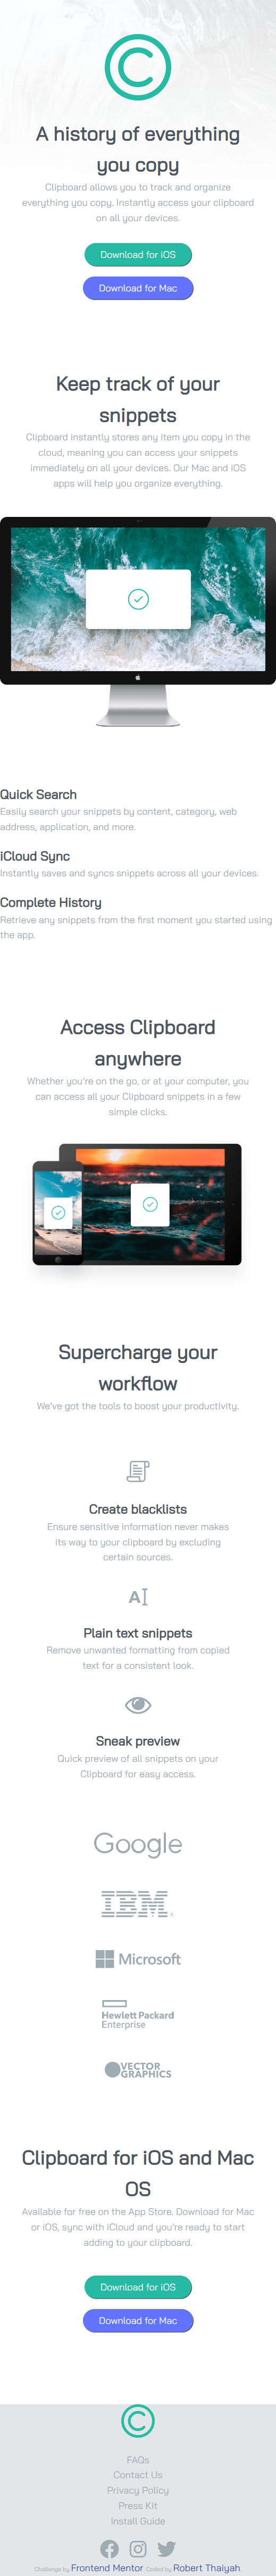 A history of everything
you copy
Clipboard allows you to track and organize
everything you copy. Instantly access your clipboard
on all your devices.
Download for iOS
Download for Mac
Keep track of your
snippets
Clipboard instantly stores any item you copy in the
cloud, meaning you can access your snippets
immediately on all your devices. Our Mac and iOS
apps will help you organize everything.
Quick Search
Easily search your snippets by content, category, web
address, application, and more.
iCloud Sync
Instantly saves and syncs snippets across all your devices.
Complete History
Retrieve any snippets from the first moment you started using
the app.
Access Clipboard
anywhere
Whether you're on the go, or at your computer, you
can access all your Clipboard snippets in a few
simple clicks.
Supercharge your
workflow
We've got the tools to boost your productivity.
Create blacklists
Ensure sensitive information never makes
its way to your clipboard by excluding
certain sources.
A
Plain text snippets
Remove unwanted formatting from copied
text for a consistent look.
Sneak preview
Quick preview of all snippets on your
Clipboard for easy access.
Google
IBM
Microsoft
Hewlett Packard
Enterprise
VECTOR
GRAPHICS
Clipboard for iOS and Mac
OS
Available for free on the App Store. Download for Mac
or iOS, sync with iCloud and you're ready to start
adding to your clipboard.
Download for iOS
Download for Mac
FAQs
Contact Us
Privacy Policy
Press Kit
Install Guide
Challenge by Frontend Mentor. Coded by Robert Thaiyah